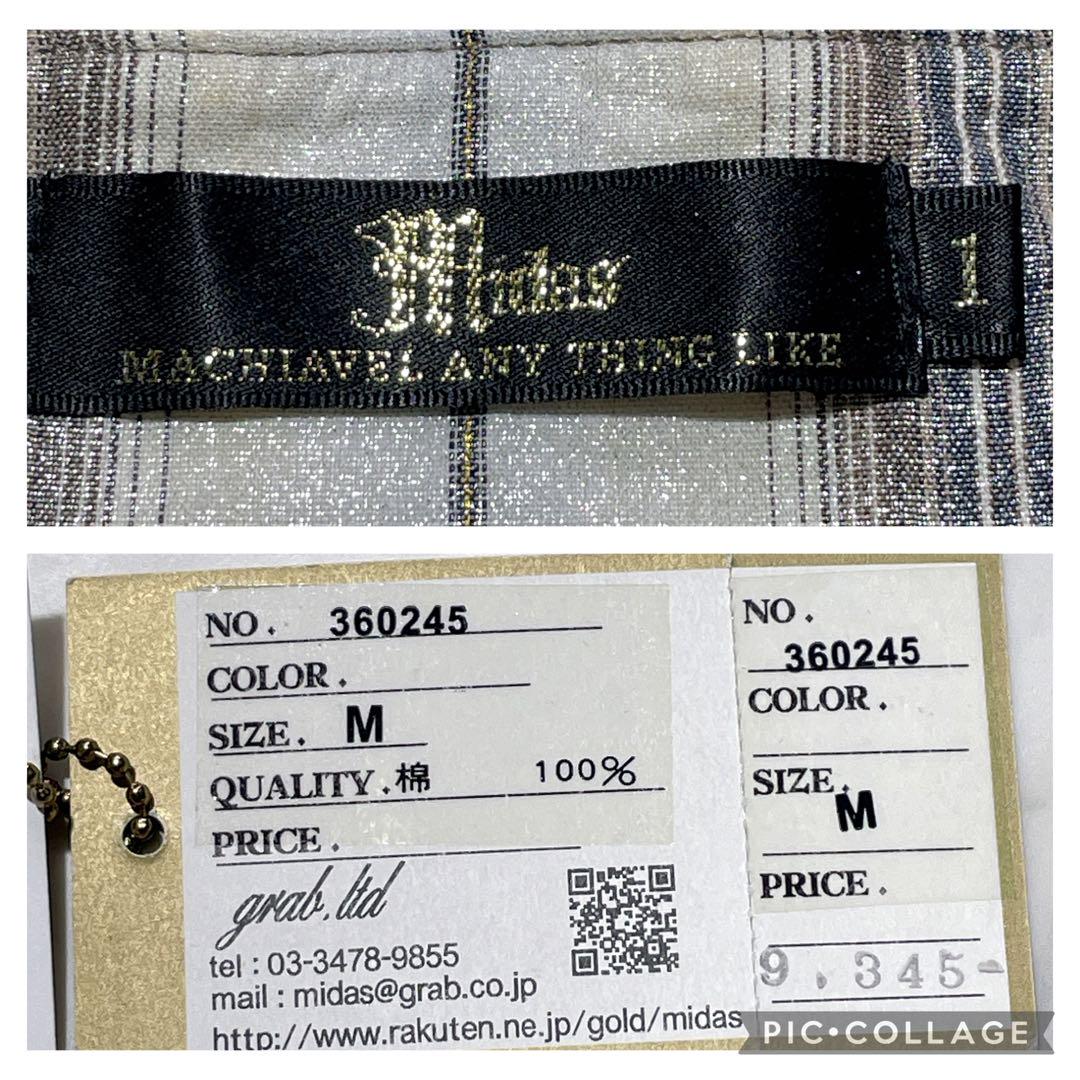 Midas
MACHIAVEL ANY THING LIKE
1
NO. 360245
COLOR.
SIZE. M
QUALITY. 棉 100%
PRICE.
grab.ltd
tel : 03-3478-9855
mail : midas@grab.co.jp
http://www.rakuten.ne.jp/gold/midas
NO.
360245
COLOR.
SIZE.
M
PRICE.
9.345-
PIC•COLLAGE